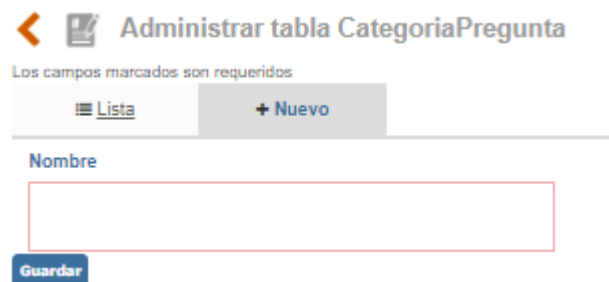 Administrar tabla CategoriaPregunta
Los campos marcados son requeridos
Lista
+ Nuevo
Nombre
Guardar